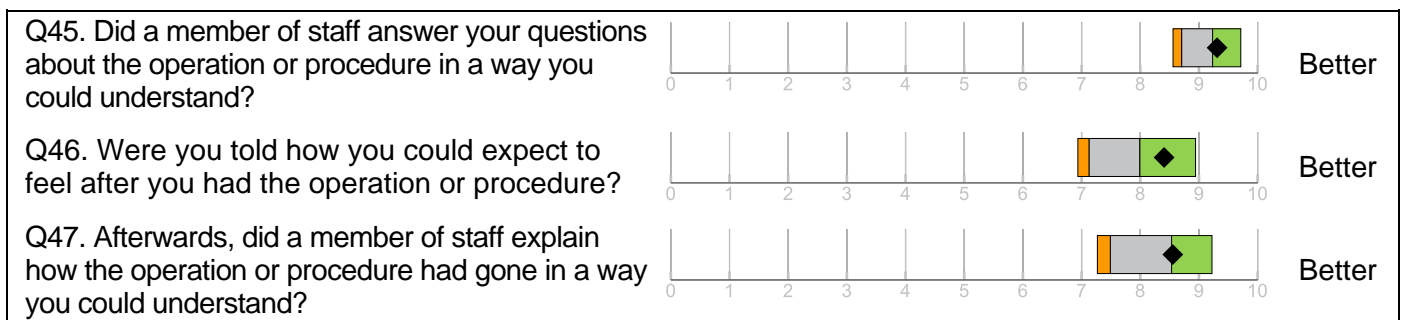 Q45. Did a member of staff answer your questions
about the operation or procedure in a way you
could understand?
0 1 2 3 4 5 6 7 8 9 10
Better
Q46. Were you told how you could expect to
feel after you had the operation or procedure?
0 1 2 3 4 5 6 7 8 9 10
Better
Q47. Afterwards, did a member of staff explain
how the operation or procedure had gone in a way
you could understand?
0 1 2 3 4 5 6 7 8 9 10
Better